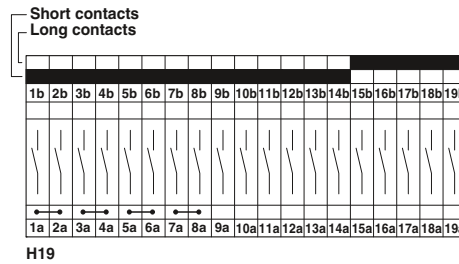 Short contacts
Long contacts
1b 2b 3b 4b 5b 6b 7b 8b 9b 10b 11b 12b 13b 14b 15b 16b 17b 18b 19b
1a 2a 3a 4a 5a 6a 7a 8a 9a 10a 11a 12a 13a 14a 15a 16a 17a 18a 19a
H19